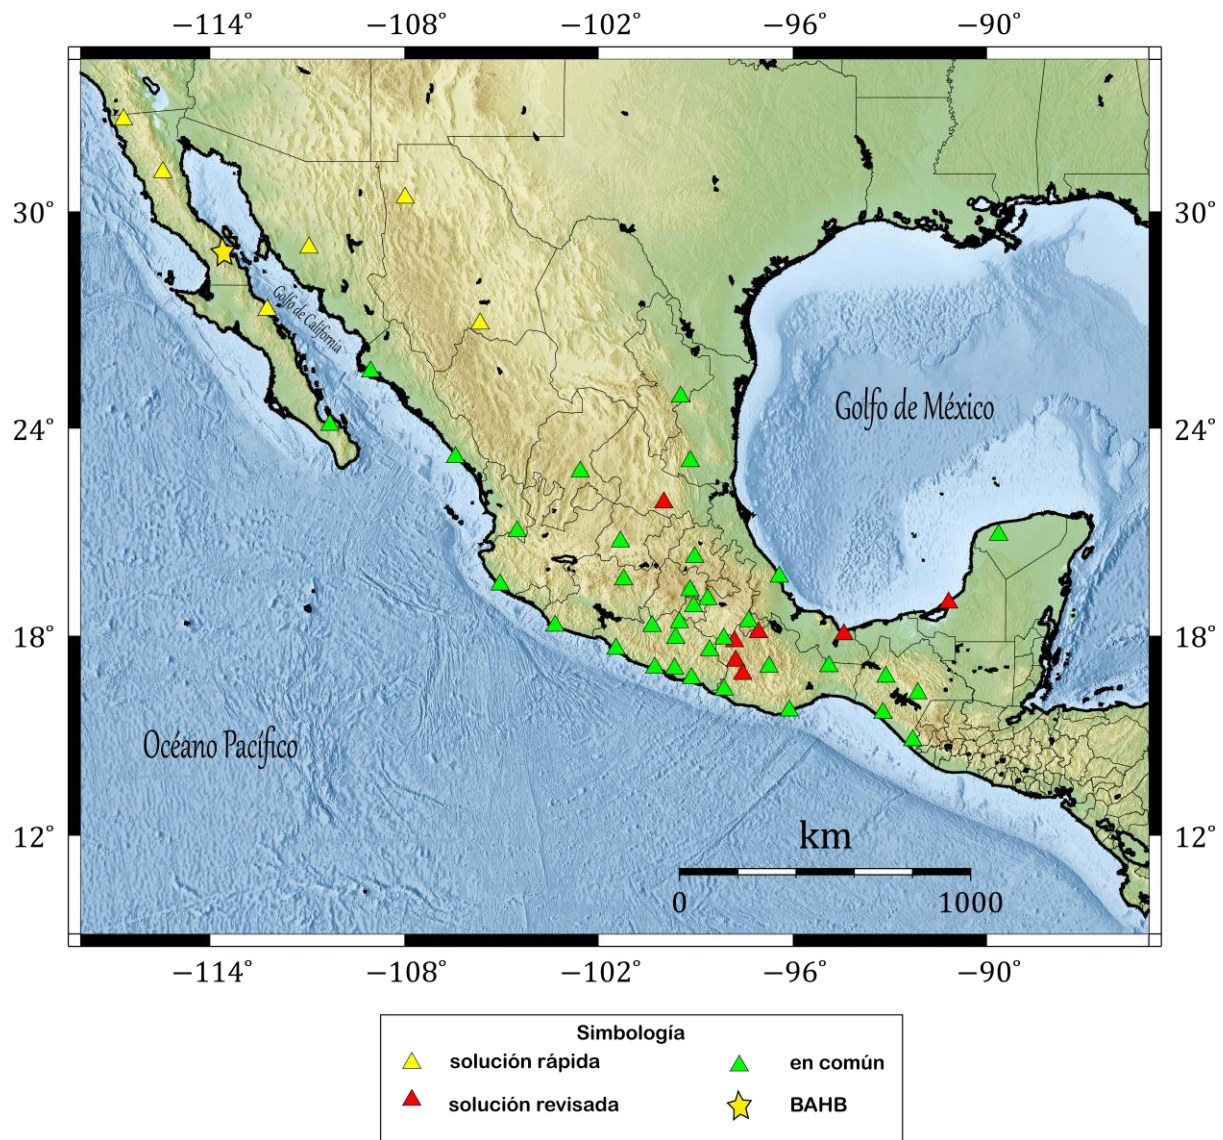 −114° −108° −102° −96° −90°
30° 30°
Golfo de California
Golfo de México
24° 24°
18° 18°
Océano Pacífico
12° 12°
km
0 1000
−114° −108° −102° −96° −90°
Simbología
solución rápida en común
solución revisada BAHB